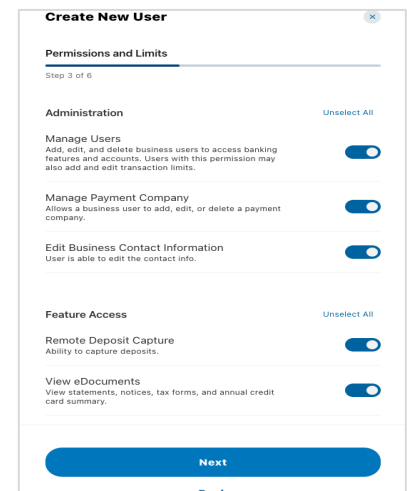 Create New User
Permissions and Limits
Step 3 of 6
Administration
Unselect All
Manage Users
Add, edit, and delete business users to access banking
features and accounts. Users with this permission may
also add and edit transaction limits.
Manage Payment Company
Allows a business user to add, edit, or delete a payment
company.
Edit Business Contact Information
User is able to edit the contact info.
Feature Access
Unselect All
Remote Deposit Capture
Ability to capture deposits.
View eDocuments
View statements, notices, tax forms, and annual credit
card summary.
Next